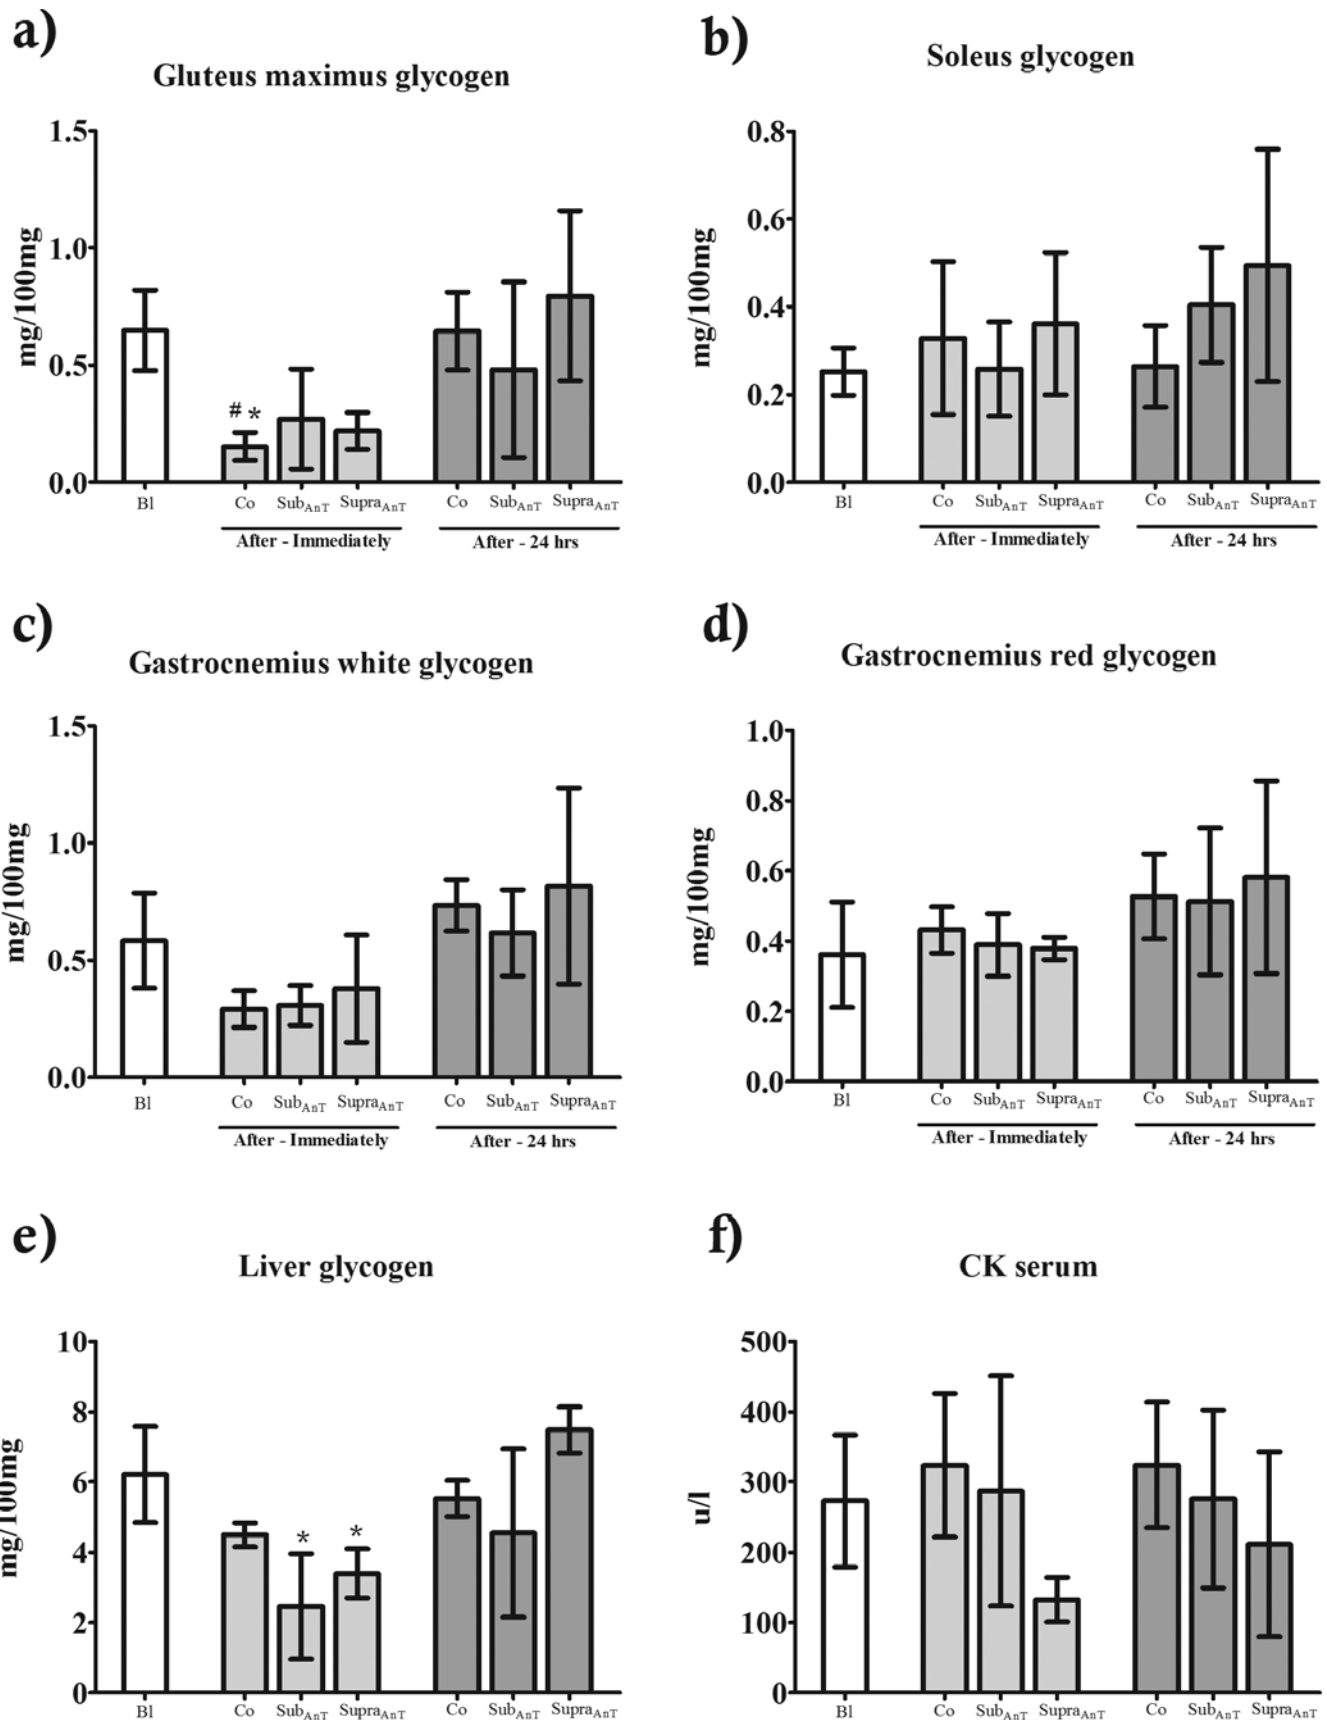 a)
Gluteus maximus glycogen
mg/100mg
1.5
1.0
0.5
0.0
# *
Bl Co SubAnT SupraAnT Co SubAnT SupraAnT
After - Immediately After - 24 hrs
b)
Soleus glycogen
mg/100mg
0.8
0.6
0.4
0.2
0.0
Bl Co SubAnT SupraAnT Co SubAnT SupraAnT
After - Immediately After - 24 hrs
c)
Gastrocnemius white glycogen
mg/100mg
1.5
1.0
0.5
0.0
Bl Co SubAnT SupraAnT Co SubAnT SupraAnT
After - Immediately After - 24 hrs
d)
Gastrocnemius red glycogen
mg/100mg
1.0
0.8
0.6
0.4
0.2
0.0
Bl Co SubAnT SupraAnT Co SubAnT SupraAnT
After - Immediately After - 24 hrs
e)
Liver glycogen
mg/100mg
10
8
6
4
2
0
* *
Bl Co SubAnT SupraAnT Co SubAnT SupraAnT
f)
CK serum
u/l
500
400
300
200
100
0
Bl Co SubAnT SupraAnT Co SubAnT SupraAnT